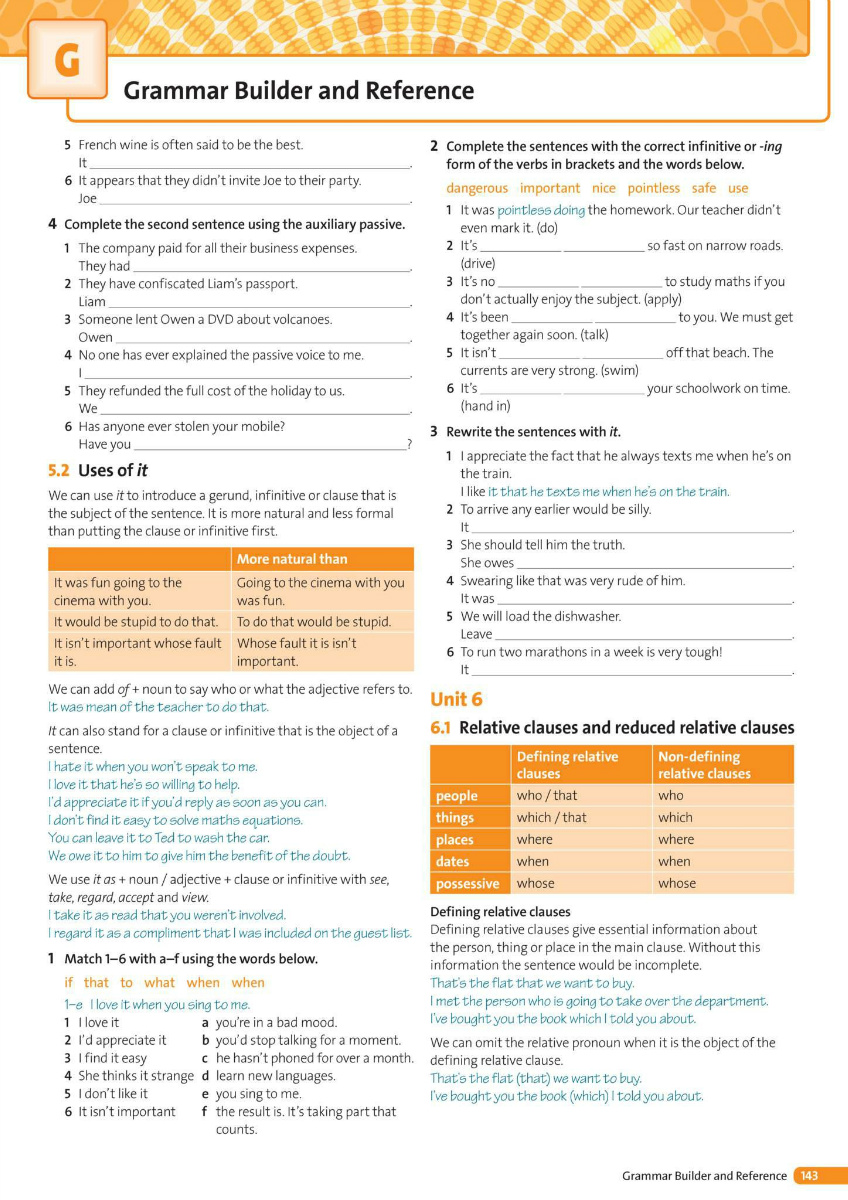 G
Grammar Builder and Reference
5 French wine is often said to be the best.
It ______.
6 It appears that they didn't invite Joe to their party.
Joe ______.
4 Complete the second sentence using the auxiliary passive.
1 The company paid for all their business expenses.
They had ______.
2 They have confiscated Liam's passport.
Liam ______.
3 Someone lent Owen a DVD about volcanoes.
Owen ______.
4 No one has ever explained the passive voice to me.
I ______.
5 They refunded the full cost of the holiday to us.
We ______.
6 Has anyone ever stolen your mobile?
Have you ______?
5.2 Uses of it
We can use it to introduce a gerund, infinitive or clause that is
the subject of the sentence. It is more natural and less formal
than putting the clause or infinitive first.
More natural than
It was fun going to the
cinema with you.
Going to the cinema with you
was fun.
It would be stupid to do that.
To do that would be stupid.
It isn't important whose fault
it is.
Whose fault it is isn't
important.
We can add of + noun to say who or what the adjective refers to.
It was mean of the teacher to do that.
It can also stand for a clause or infinitive that is the object of a
sentence.
I hate it when you won't speak to me.
I love it that he's so willing to help.
I'd appreciate it if you'd reply as soon as you can.
I don't find it easy to solve maths equations.
You can leave it to Ted to wash the car.
We owe it to him to give him the benefit of the doubt.
We use it as + noun / adjective + clause or infinitive with see,
take, regard, accept and view.
I take it as read that you weren't involved.
I regard it as a compliment that I was included on the guest list.
1 Match 1–6 with a–f using the words below.
if that to what when when
1–e I love it when you sing to me.
1 I love it
2 I'd appreciate it
3 I find it easy
4 She thinks it strange
5 I don't like it
6 It isn't important
a you're in a bad mood.
b you'd stop talking for a moment.
c he hasn't phoned for over a month.
d learn new languages.
e you sing to me.
f the result is. It's taking part that
counts.
2 Complete the sentences with the correct infinitive or -ing
form of the verbs in brackets and the words below.
dangerous important nice pointless safe use
1 It was pointless doing the homework. Our teacher didn't
even mark it. (do)
2 It's ______ ______ so fast on narrow roads.
(drive)
3 It's no ______ ______ to study maths if you
don't actually enjoy the subject. (apply)
4 It's been ______ ______ to you. We must get
together again soon. (talk)
5 It isn't ______ ______ off that beach. The
currents are very strong. (swim)
6 It's ______ ______ your schoolwork on time.
(hand in)
3 Rewrite the sentences with it.
1 I appreciate the fact that he always texts me when he's on
the train.
I like it that he texts me when he's on the train.
2 To arrive any earlier would be silly.
It ______.
3 She should tell him the truth.
She owes ______.
4 Swearing like that was very rude of him.
It was ______.
5 We will load the dishwasher.
Leave ______.
6 To run two marathons in a week is very tough!
It ______.
Unit 6
6.1 Relative clauses and reduced relative clauses
Defining relative
clauses
Non-defining
relative clauses
people who / that who
things which / that which
places where where
dates when when
possessive whose whose
Defining relative clauses
Defining relative clauses give essential information about
the person, thing or place in the main clause. Without this
information the sentence would be incomplete.
That's the flat that we want to buy.
I met the person who is going to take over the department.
I've bought you the book which I told you about.
We can omit the relative pronoun when it is the object of the
defining relative clause.
That's the flat (that) we want to buy.
I've bought you the book (which) I told you about.
Grammar Builder and Reference 143